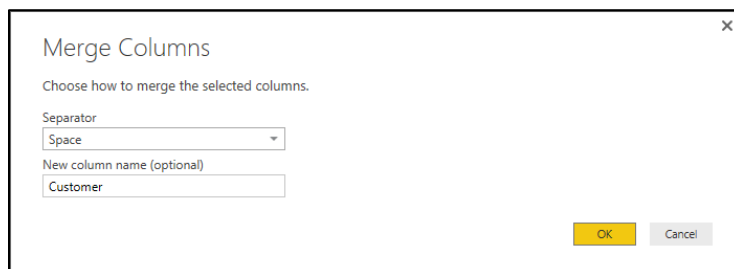 Merge Columns
Choose how to merge the selected columns.
Separator
Space
New column name (optional)
Customer
OK
Cancel